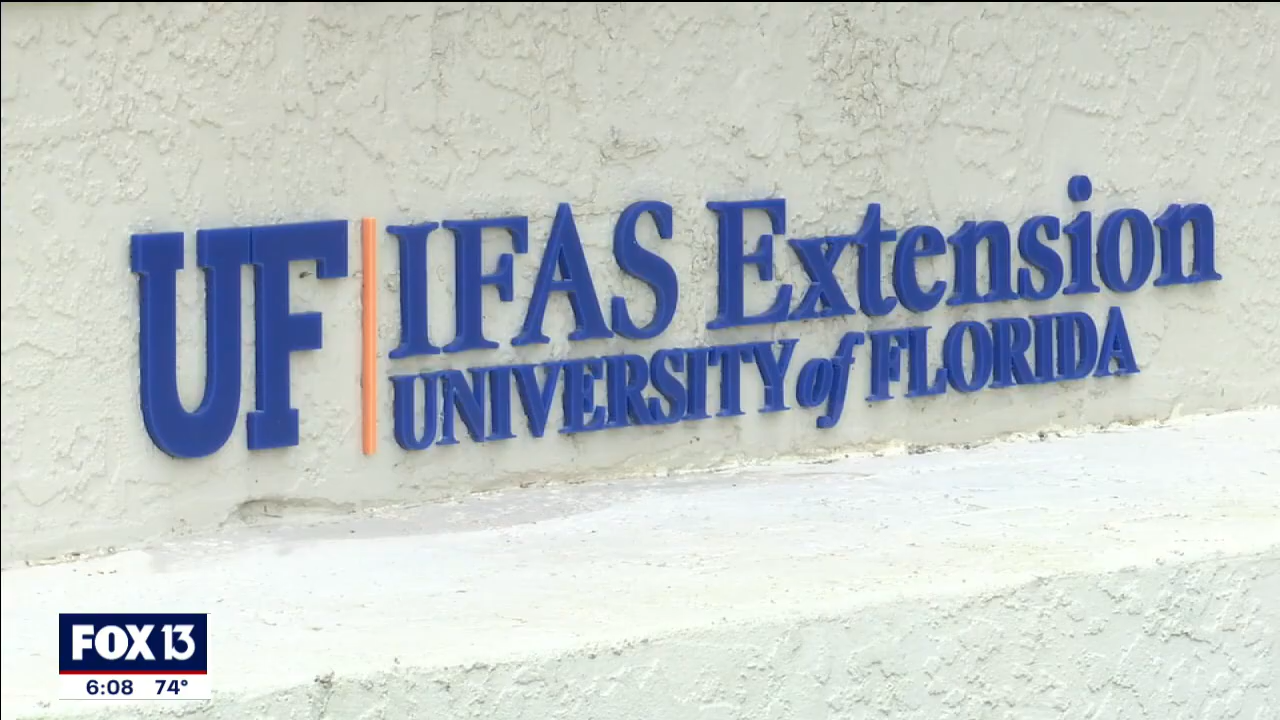 UF
IFAS Extension
UNIVERSITY of FLORIDA
FOX 13
6:08 74°